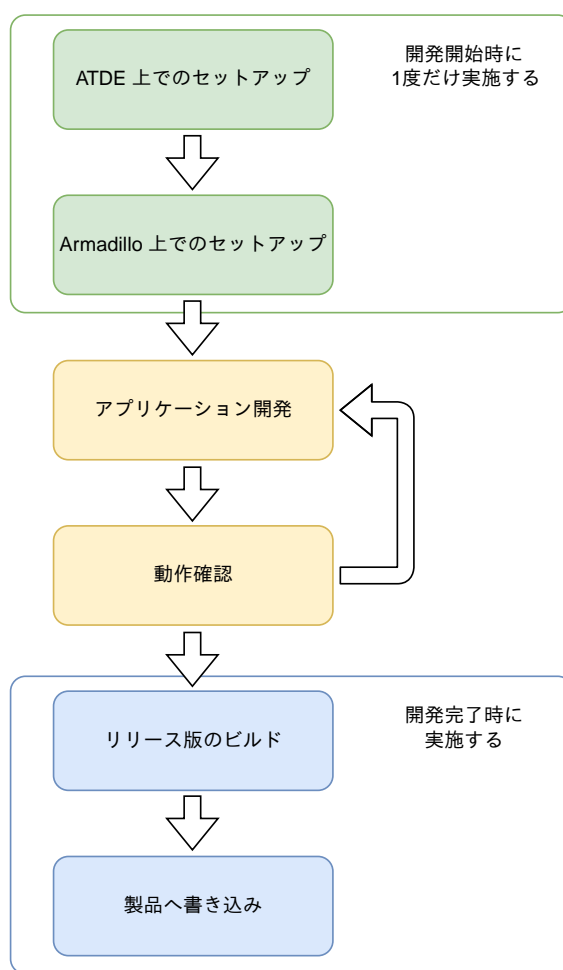 ATDE 上でのセットアップ
開発開始時に
1度だけ実施する
Armadillo 上でのセットアップ
アプリケーション開発
動作確認
リリース版のビルド
開発完了時に
実施する
製品へ書き込み